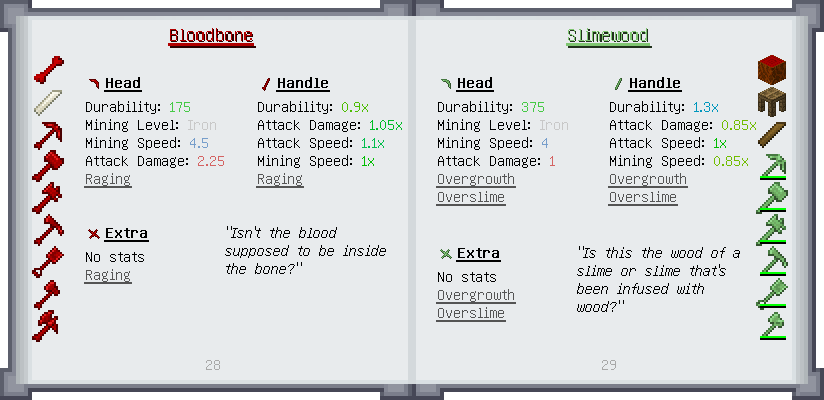 Bloodbone
Head
Durability: 175
Mining Level: Iron
Mining Speed: 4.5
Attack Damage: 2.25
Raging
Handle
Durability: 0.9x
Attack Damage: 1.05x
Attack Speed: 1.1x
Mining Speed: 1x
Raging
Extra
No stats
Raging
"Isn't the blood
supposed to be inside
the bone?"
28
Slimewood
Head
Durability: 375
Mining Level: Iron
Mining Speed: 4
Attack Damage: 1
Overgrowth
Overslime
Handle
Durability: 1.3x
Attack Damage: 0.85x
Attack Speed: 1x
Mining Speed: 0.85x
Overgrowth
Overslime
Extra
No stats
Overgrowth
Overslime
"Is this the wood of a
slime or slime that's
been infused with
wood?"
29